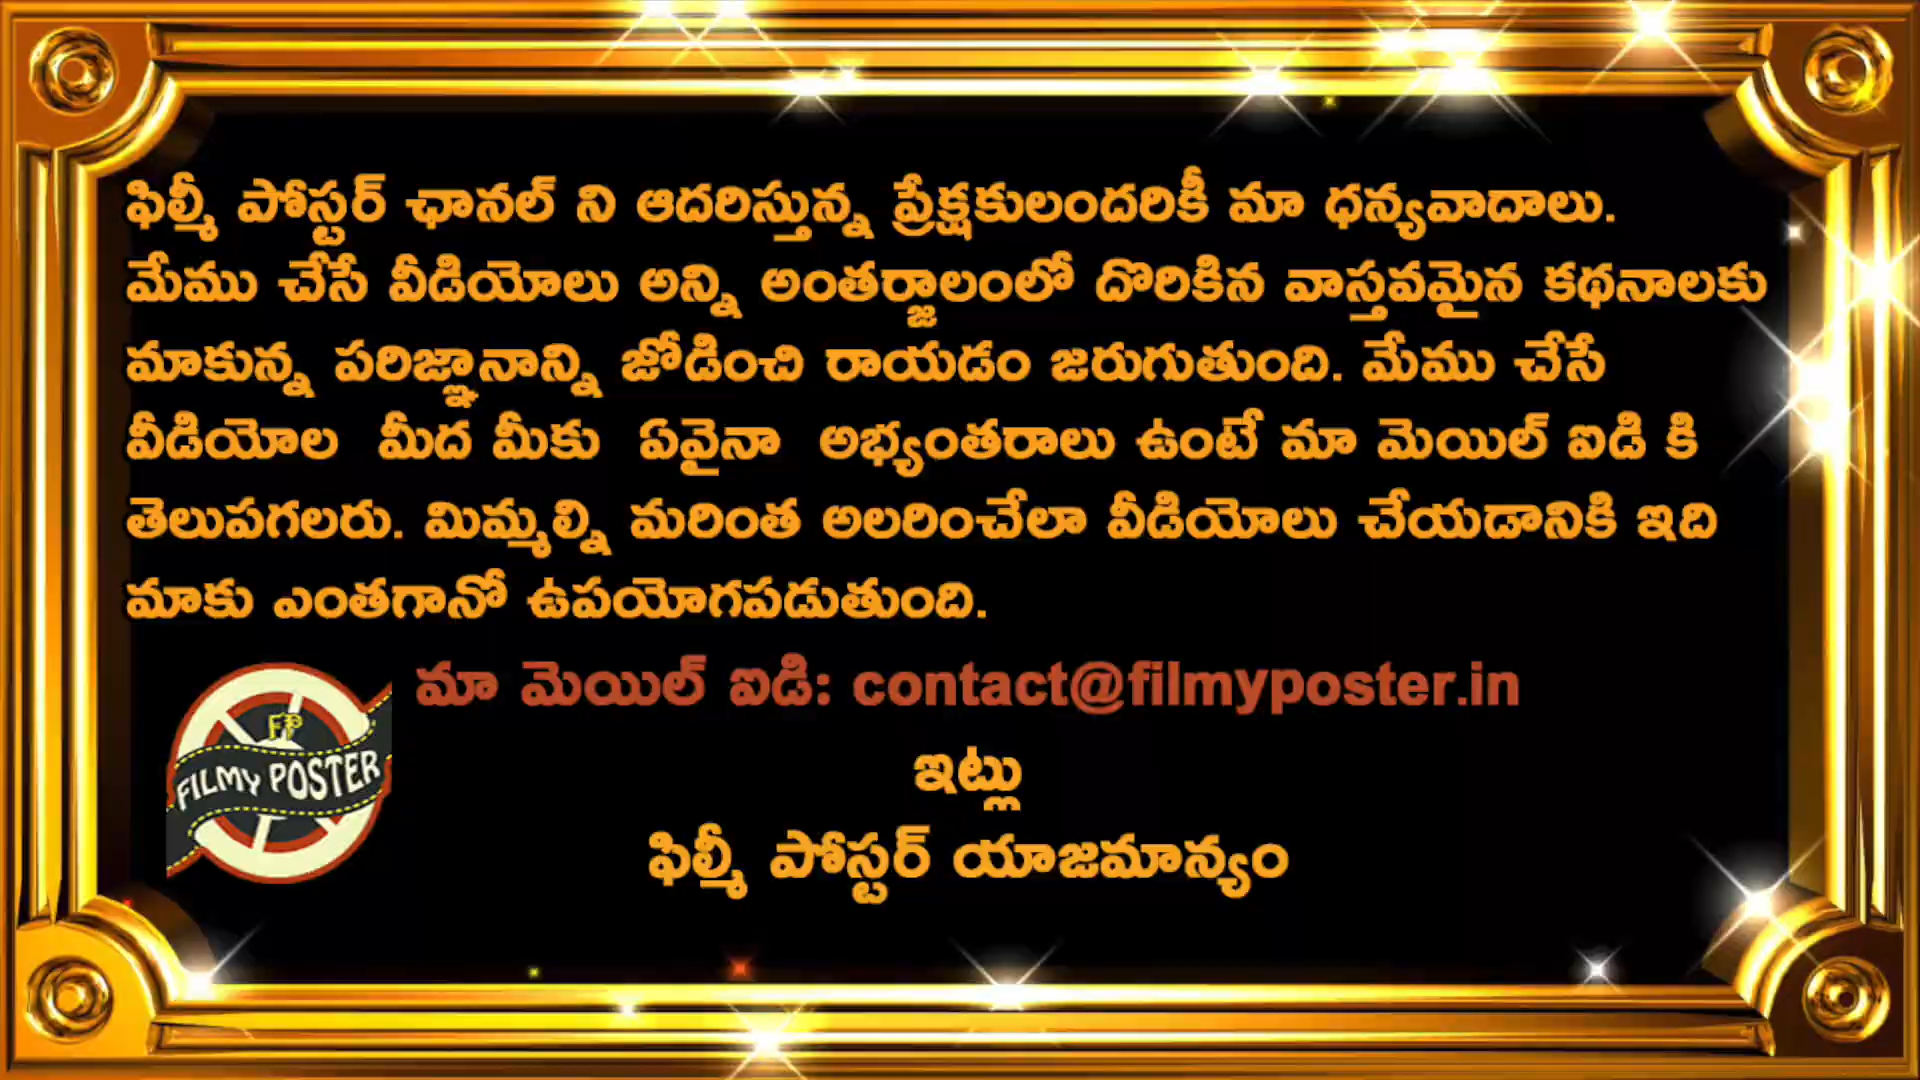 ఫిల్మీ పోస్టర్ ఛానల్ ని ఆదరిస్తున్న ప్రేక్షకులందరికీ మా ధన్యవాదాలు.
మేము చేసే వీడియోలు అన్ని అంతర్జాలంలో దొరికిన వాస్తవమైన కథనాలకు
మాకున్న పరిజ్ఞానాన్ని జోడించి రాయడం జరుగుతుంది. మేము చేసే
వీడియోల మీద మీకు ఏవైనా అభ్యంతరాలు ఉంటే మా మెయిల్ ఐడి కి
తెలుపగలరు. మిమ్మల్ని మరింత అలరించేలా వీడియోలు చేయడానికి ఇది
మాకు ఎంతగానో ఉపయోగపడుతుంది.
మా మెయిల్ ఐడి: contact@filmyposter.in
FP
FILMY POSTER
ఇట్లు
ఫిల్మీ పోస్టర్ యాజమాన్యం